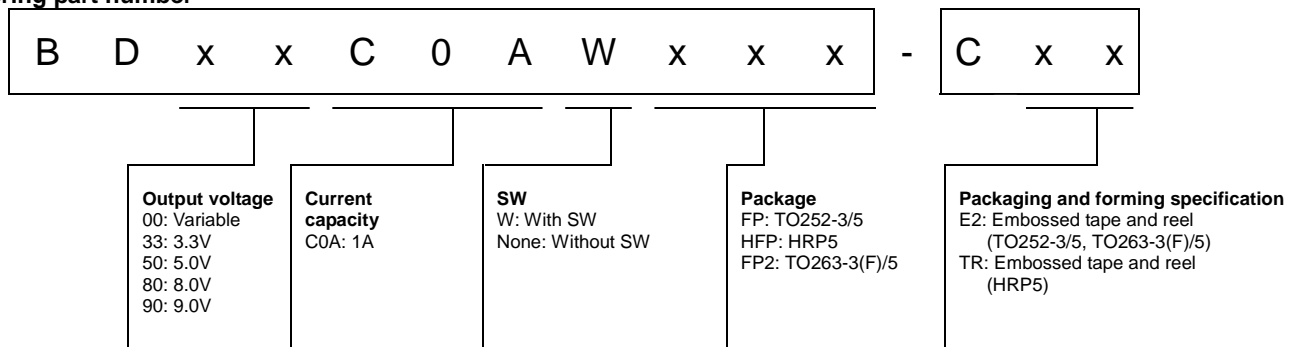 ring part number
B D x x C 0 A W x x x - C x x
Output voltage
00: Variable
33: 3.3V
50: 5.0V
80: 8.0V
90: 9.0V
Current
capacity
C0A: 1A
SW
W: With SW
None: Without SW
Package
FP: TO252-3/5
HFP: HRP5
FP2: TO263-3(F)/5
Packaging and forming specification
E2: Embossed tape and reel
(TO252-3/5, TO263-3(F)/5)
TR: Embossed tape and reel
(HRP5)